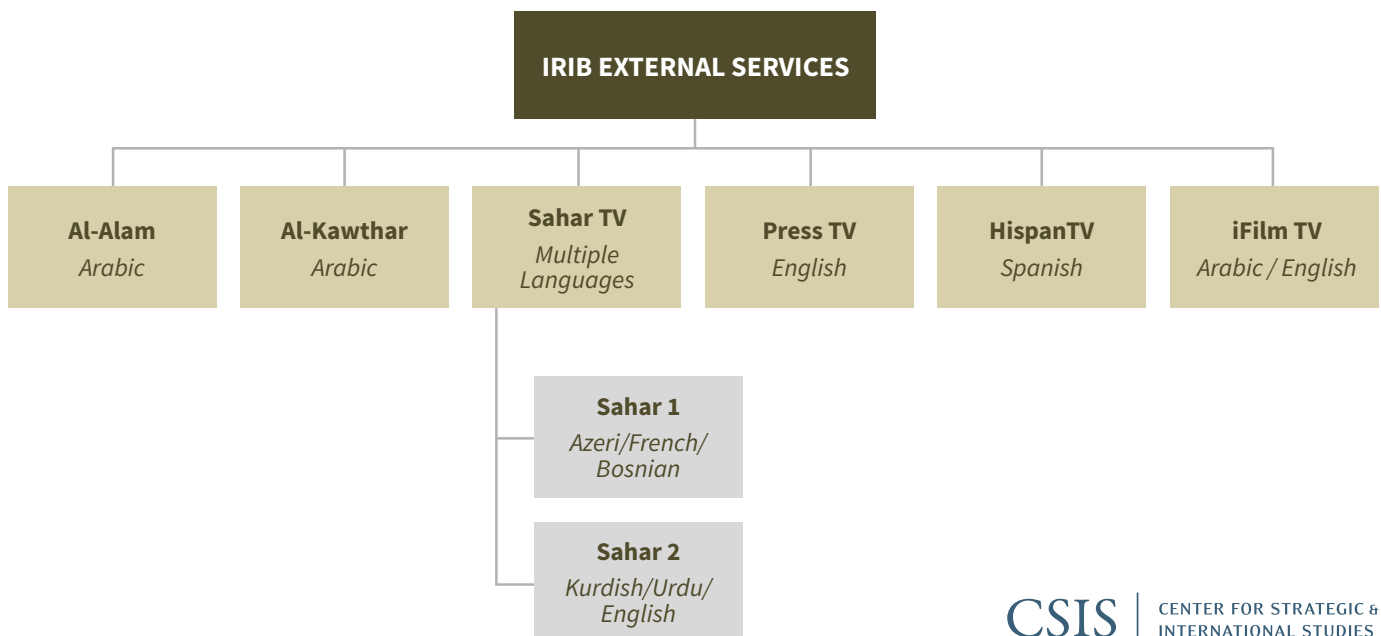 IRIB EXTERNAL SERVICES
Al-Alam
Arabic
Al-Kawthar
Arabic
Sahar TV
Multiple
Languages
Press TV
English
HispanTV
Spanish
iFilm TV
Arabic / English
Sahar 1
Azeri/French/
Bosnian
Sahar 2
Kurdish/Urdu/
English
CSIS
CENTER FOR STRATEGIC &
INTERNATIONAL STUDIES